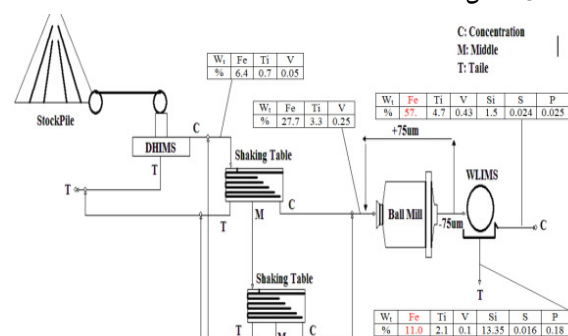 C: Concentration
M: Middle
T: Taile
StockPile
Wt Fe Ti V
% 6.4 0.7 0.05
Wt Fe Ti V
% 27.7 3.3 0.25
Wt Fe Ti V Si S P
% 57. 4.7 0.43 1.5 0.024 0.025
DHIMS
C
T
T
Shaking Table
T
M
C
+75um
Ball Mill
-75um
WLIMS
C
T
Shaking Table
T
M
C
Wt Fe Ti V Si S P
% 11.0 2.1 0.1 13.35 0.016 0.18